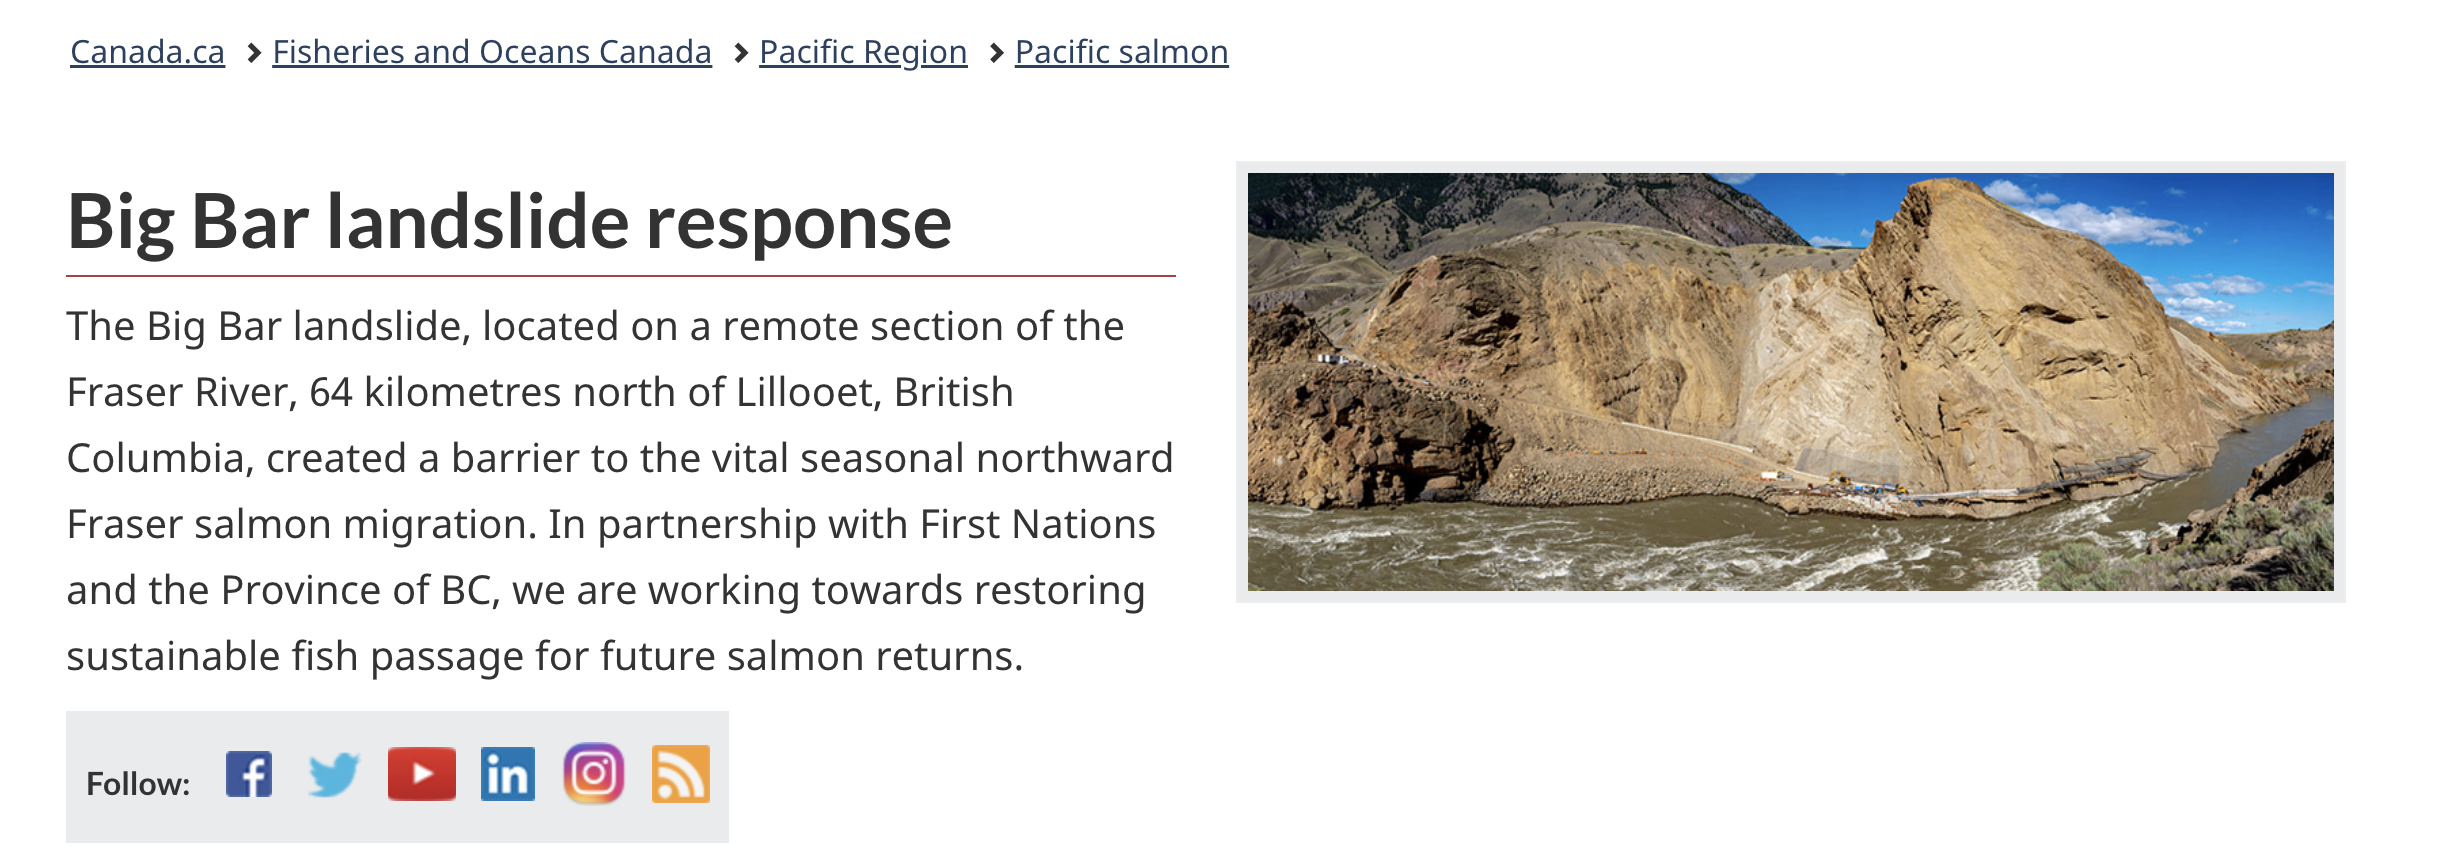 Canada.ca > Fisheries and Oceans Canada > Pacific Region > Pacific salmon
Big Bar landslide response
The Big Bar landslide, located on a remote section of the
Fraser River, 64 kilometres north of Lillooet, British
Columbia, created a barrier to the vital seasonal northward
Fraser salmon migration. In partnership with First Nations
and the Province of BC, we are working towards restoring
sustainable fish passage for future salmon returns.
Follow: